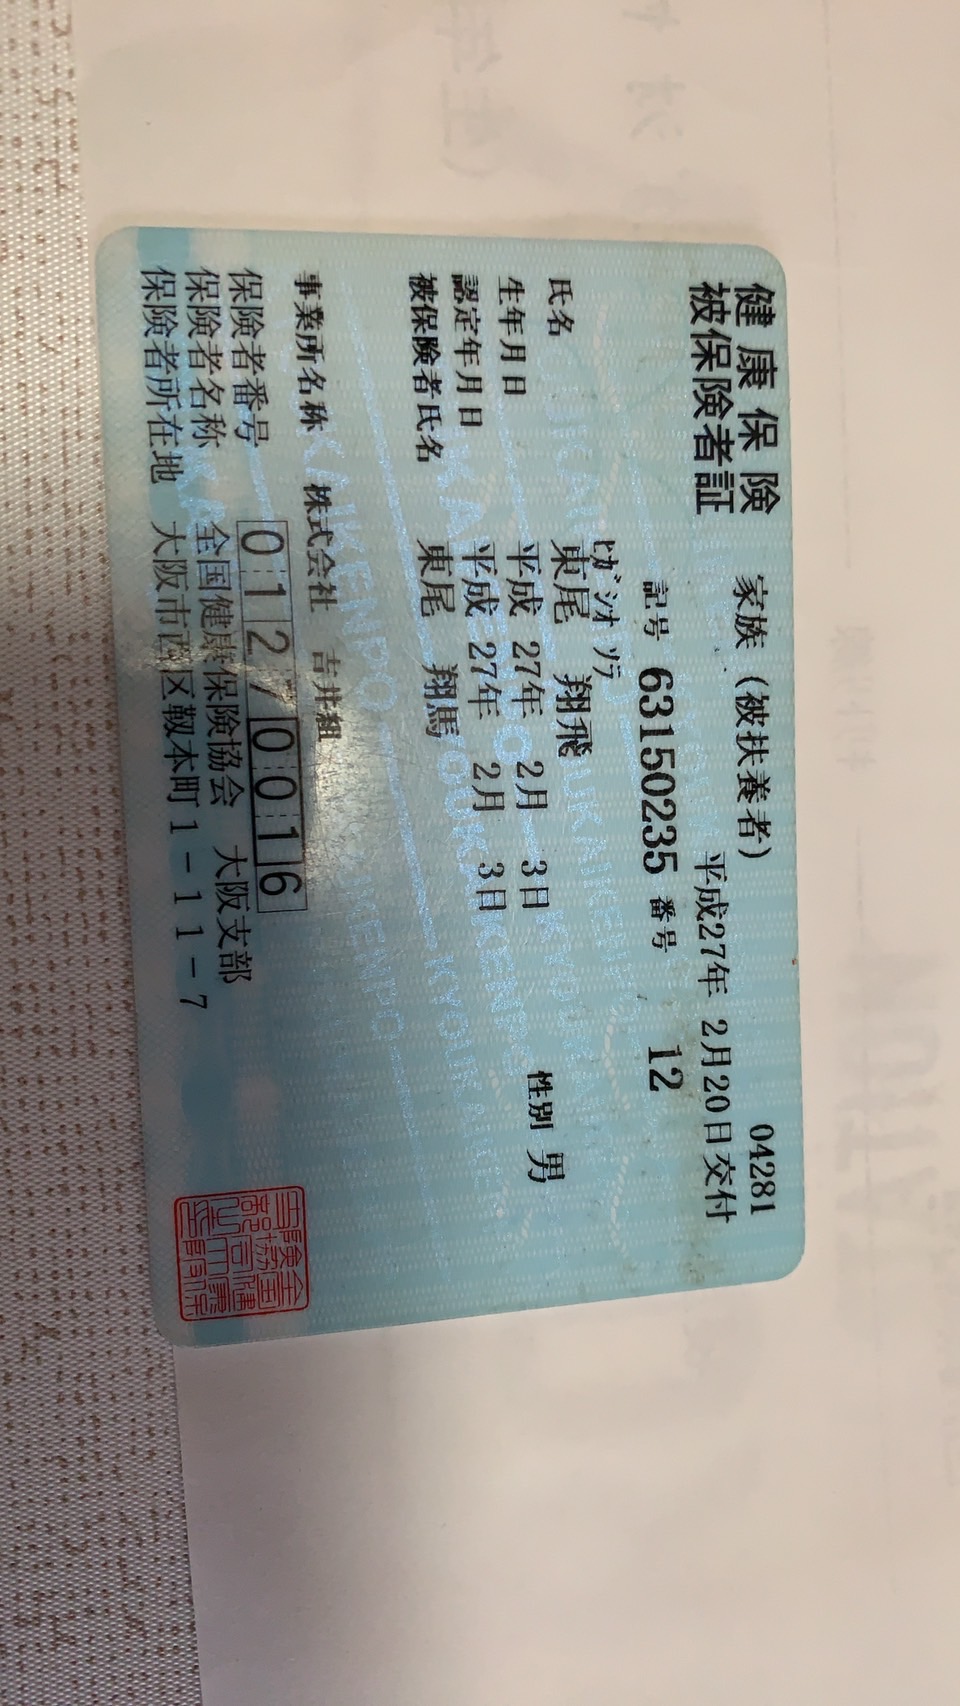 健康保険 家族（被扶養者） 04281
被保険者証 平成27年 2月20日交付
記号 63150235 番号 12
ﾋｶﾞｼｵ ｿﾗ
氏名 東尾 翔飛 性別 男
生年月日 平成 27年 2月 3日
認定年月日 平成 27年 2月 3日
被保険者氏名 東尾 翔馬
事業所名称 株式会社 吉井組
保険者番号 01270016
保険者名称 全国健康保険協会 大阪支部
保険者所在地 大阪市西区靱本町1-11-7